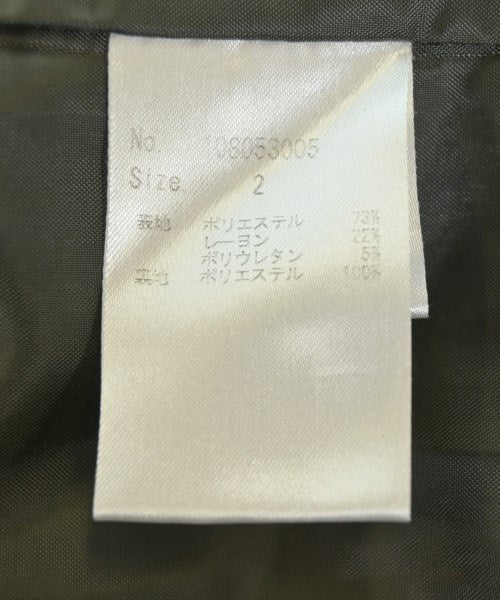 No. 108053005
Size 2
表地 ポリエステル 73%
レーヨン 22%
ポリウレタン 5%
裏地 ポリエステル 100%